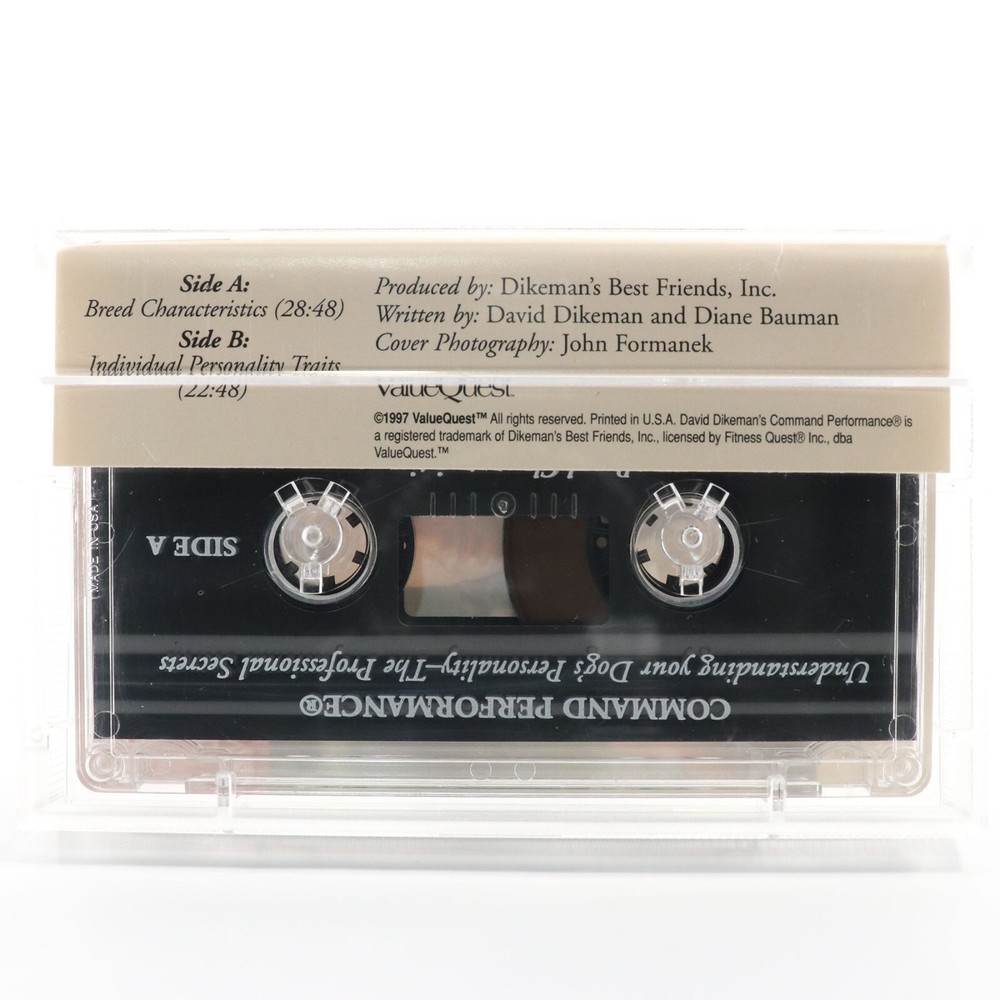 Side A:
Breed Characteristics (28:48)
Side B:
Individual Personality Traits
(22:48)
Produced by: Dikeman's Best Friends, Inc.
Written by: David Dikeman and Diane Bauman
Cover Photography: John Formanek
ValueQuest™
©1997 ValueQuest™ All rights reserved. Printed in U.S.A. David Dikeman's Command Performance® is
a registered trademark of Dikeman's Best Friends, Inc., licensed by Fitness Quest® Inc., dba
ValueQuest.™
MADE IN USA
SIDE A
COMMAND PERFORMANCE®
Understanding your Dog's Personality—The Professional Secrets